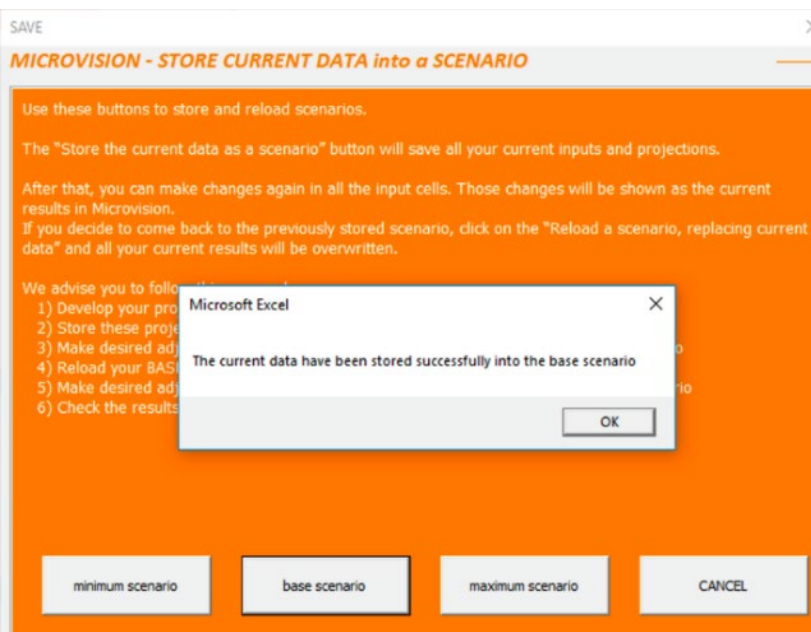 SAVE
MICROVISION - STORE CURRENT DATA into a SCENARIO
Use these buttons to store and reload scenarios.
The "Store the current data as a scenario" button will save all your current inputs and projections.
After that, you can make changes again in all the input cells. Those changes will be shown as the current
results in Microvision.
If you decide to come back to the previously stored scenario, click on the "Reload a scenario, replacing current
data" and all your current results will be overwritten.
We advise you to follo
1) Develop your pro
2) Store these proje
3) Make desired adj
4) Reload your BASI
5) Make desired adj
6) Check the results
o
rio
Microsoft Excel
The current data have been stored successfully into the base scenario
OK
minimum scenario
base scenario
maximum scenario
CANCEL